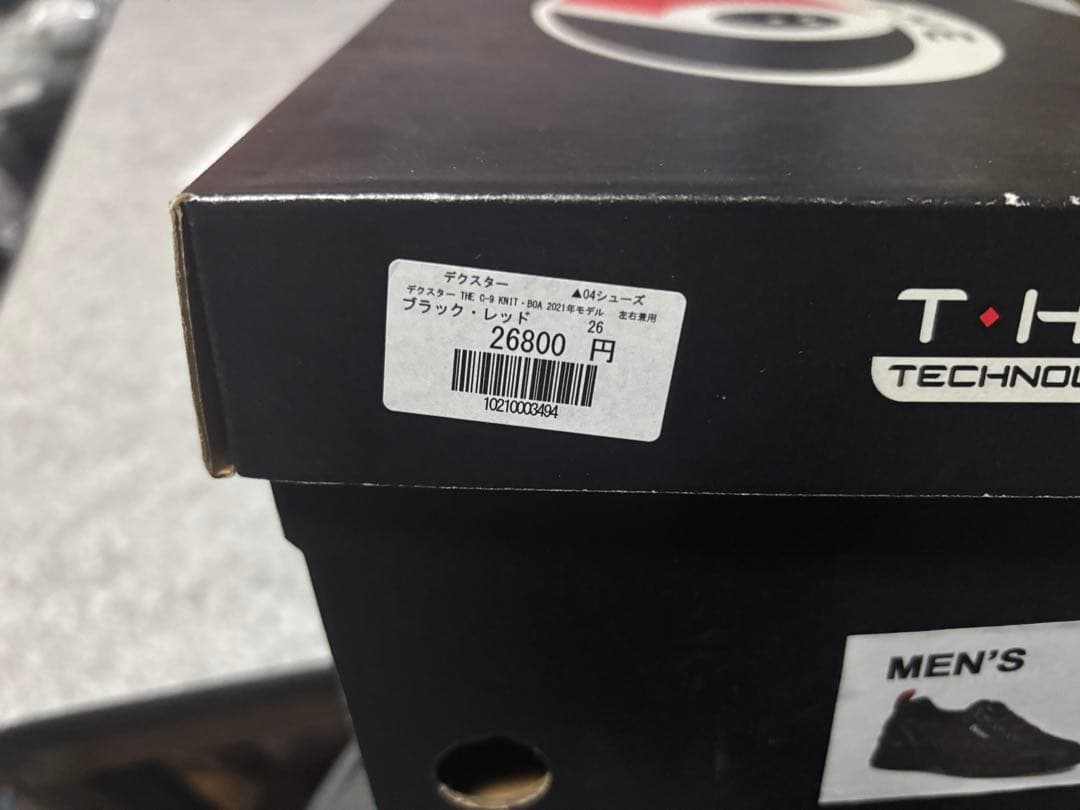 デクスター
▲04シューズ
デクスター THE C-9 KNIT・BOA 2021年モデル 左右兼用
ブラック・レッド 26
26800 円
10210003494
T・H
TECHNOL
MEN'S